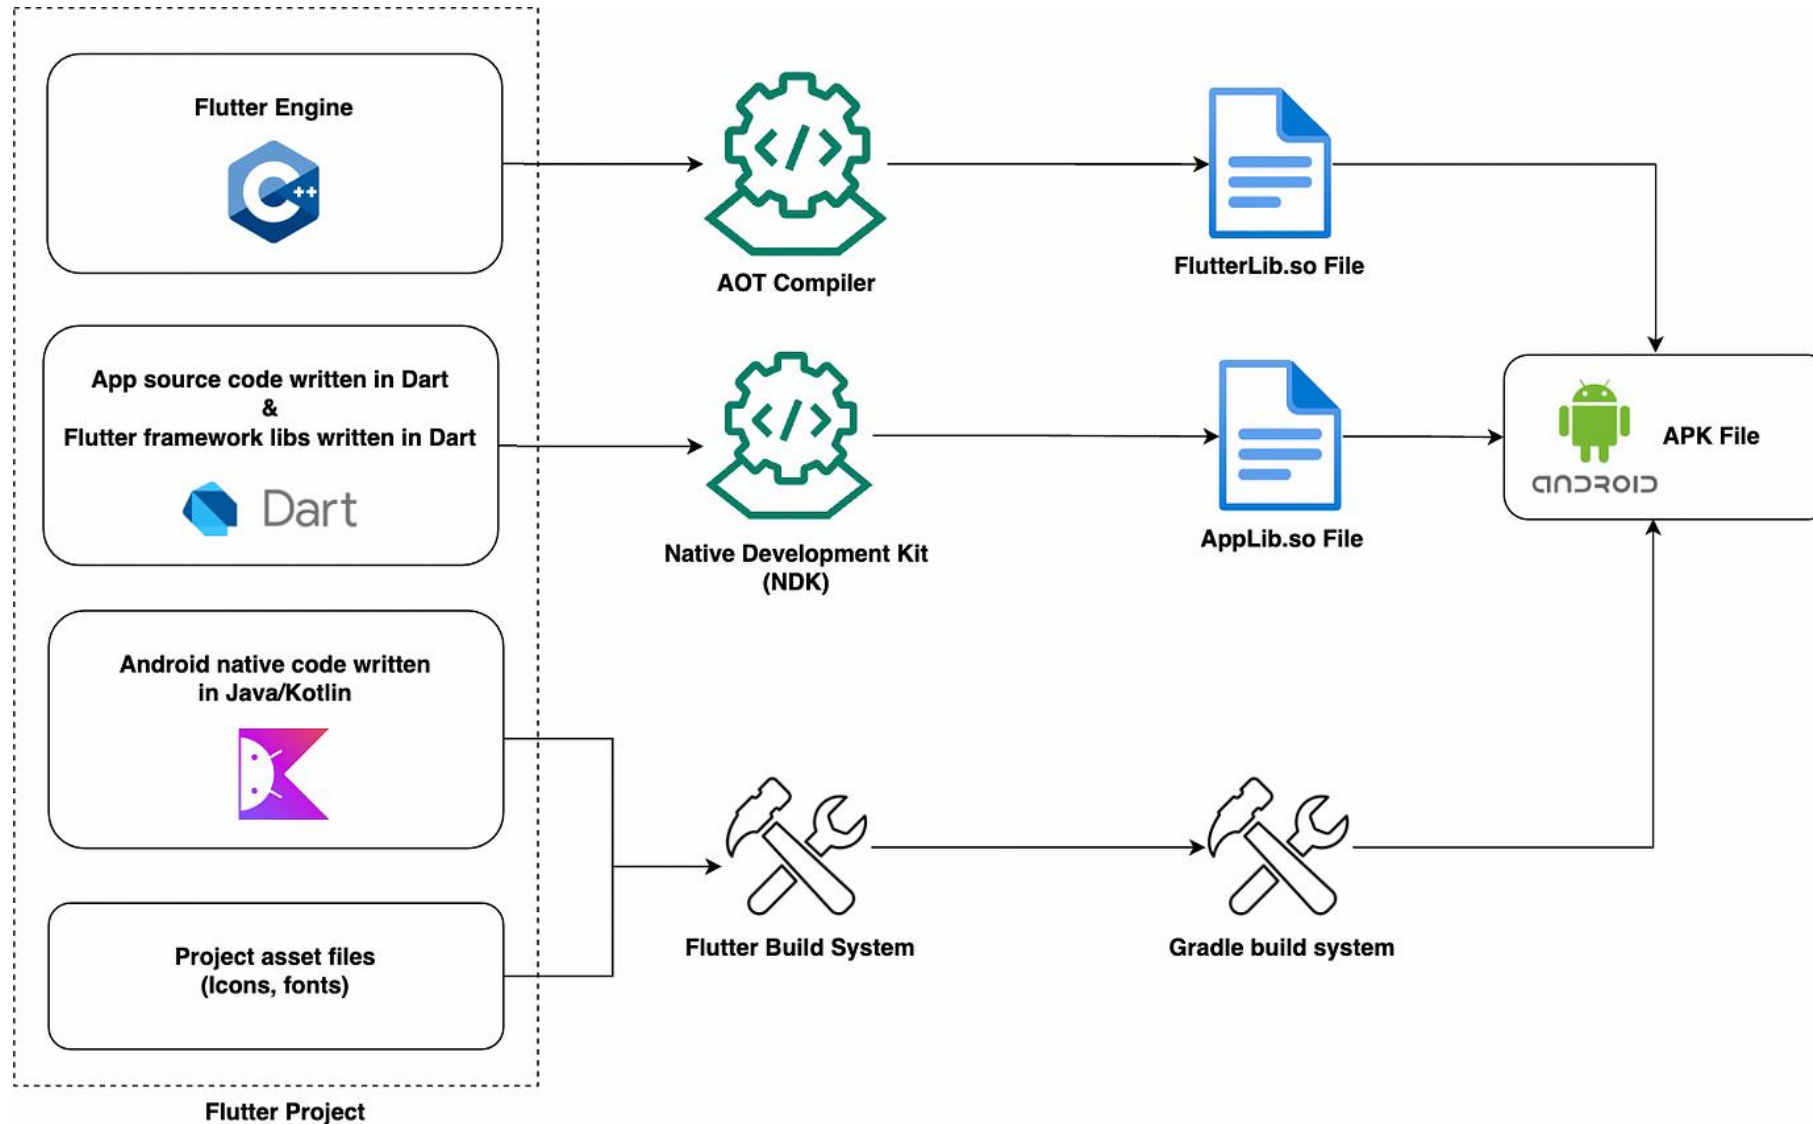 Flutter Engine
C++
AOT Compiler
FlutterLib.so File
App source code written in Dart
&
Flutter framework libs written in Dart
Dart
Native Development Kit
(NDK)
AppLib.so File
APK File
ANDROID
Android native code written
in Java/Kotlin
Flutter Build System
Gradle build system
Project asset files
(Icons, fonts)
Flutter Project